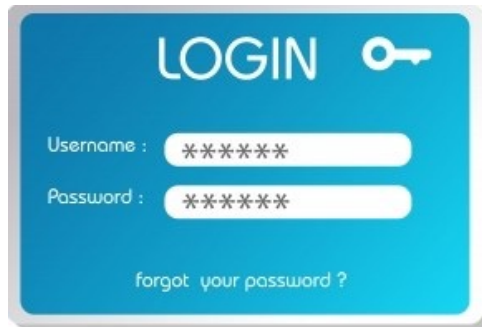 LOGIN
Username : ******
Password : ******
forgot your password ?